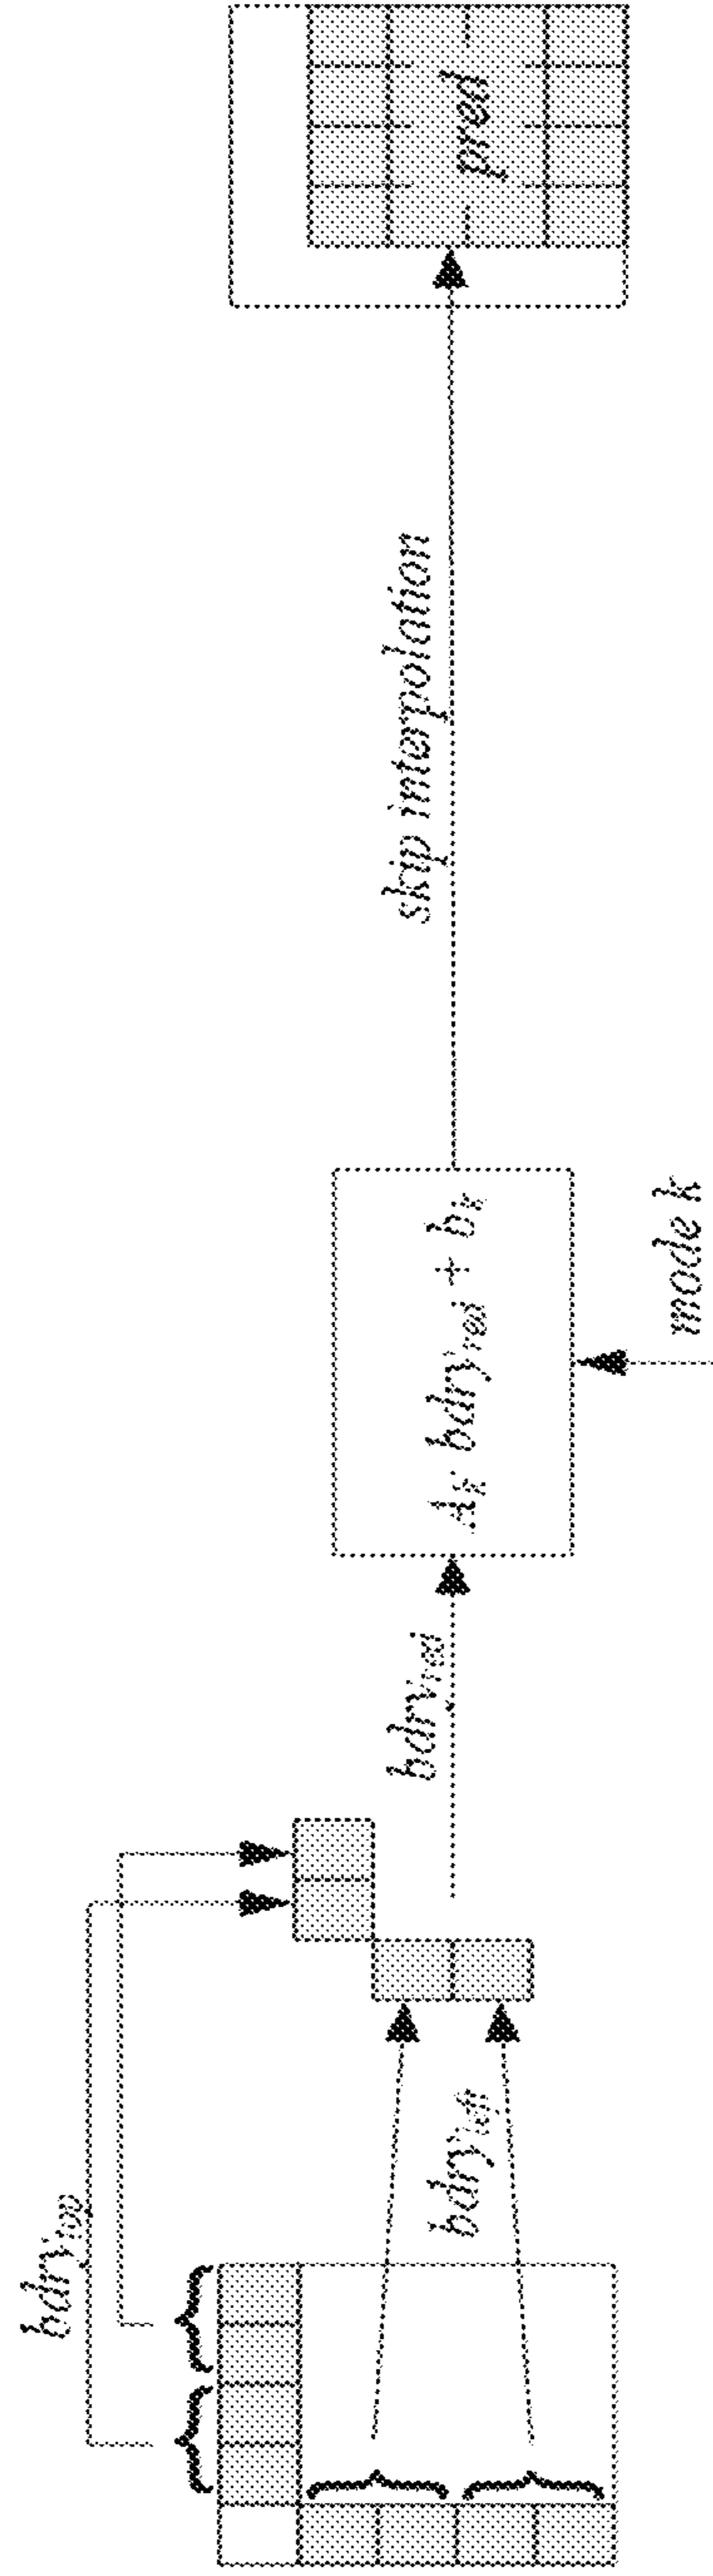 bdry_top
bdry_left
bdry_red
A_k · bdry_red + b_k
mode k
skip interpolation
pred